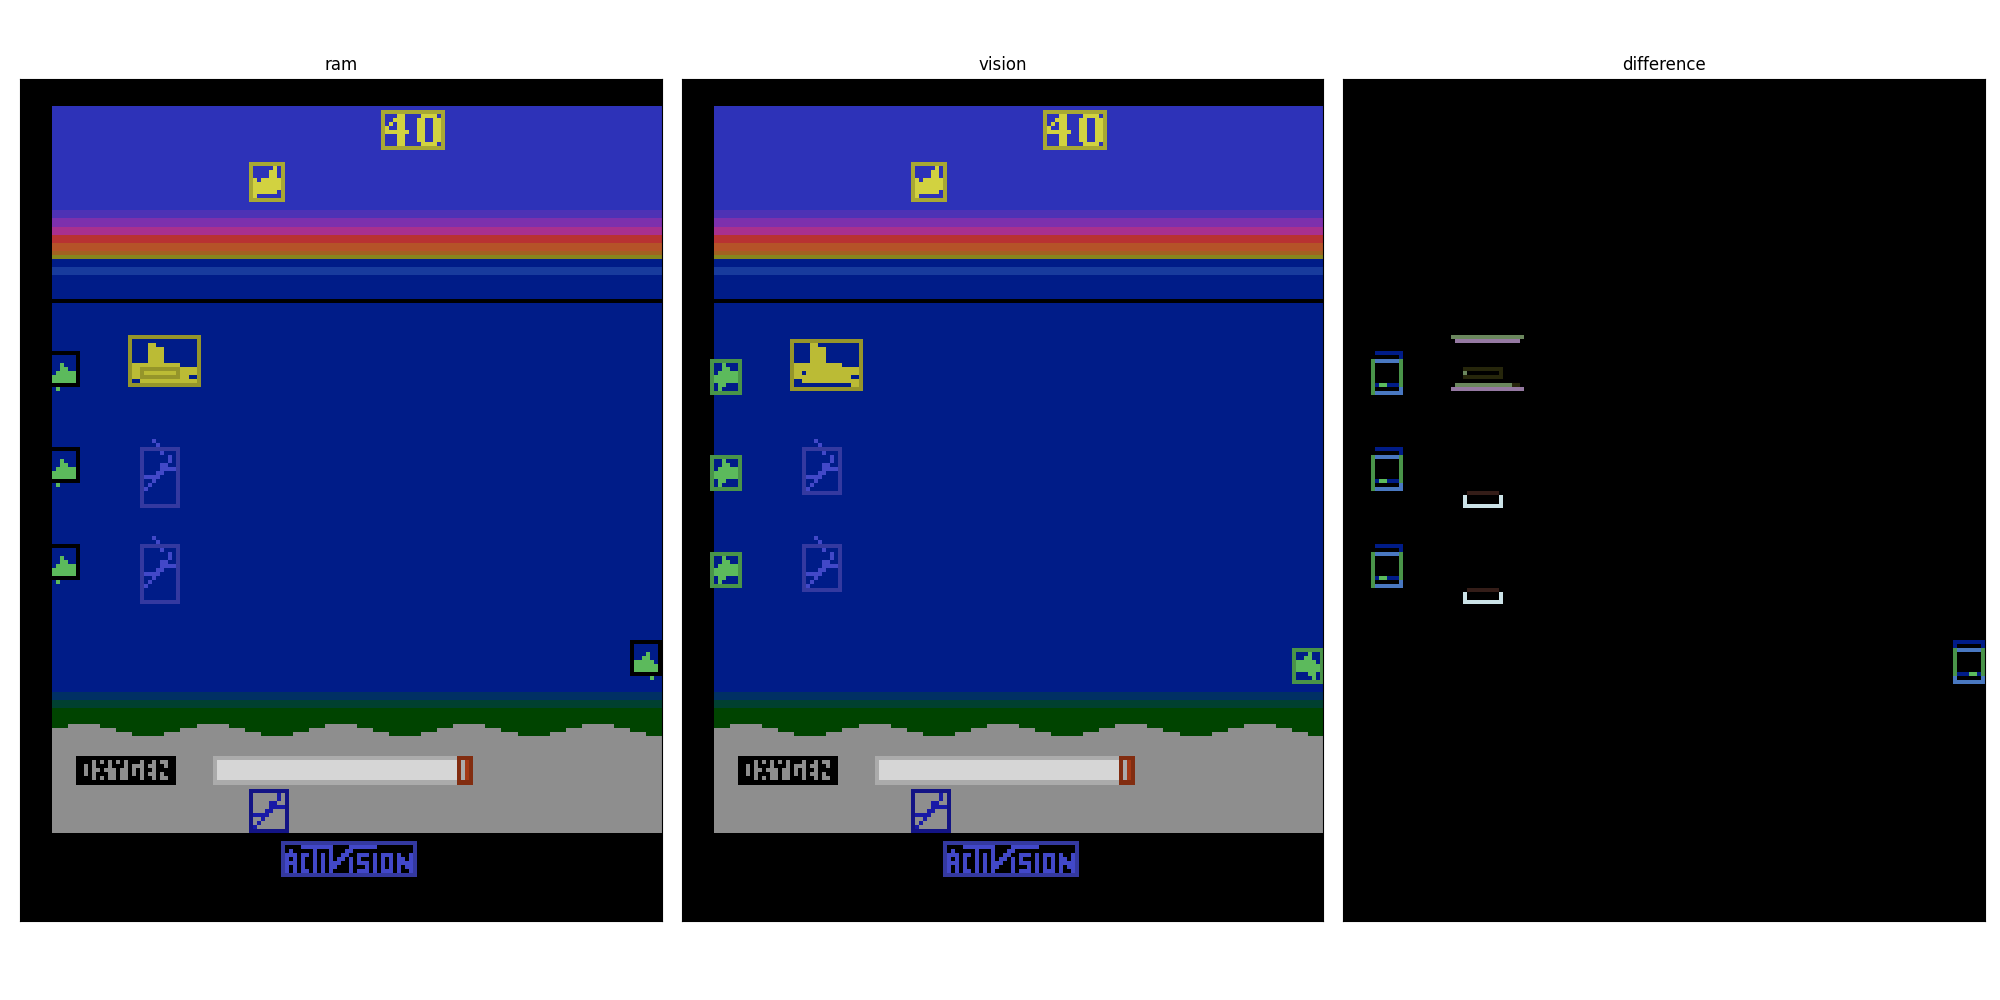 ram
vision
difference
40
40
OXYGEN
OXYGEN
ACTIVISION
ACTIVISION